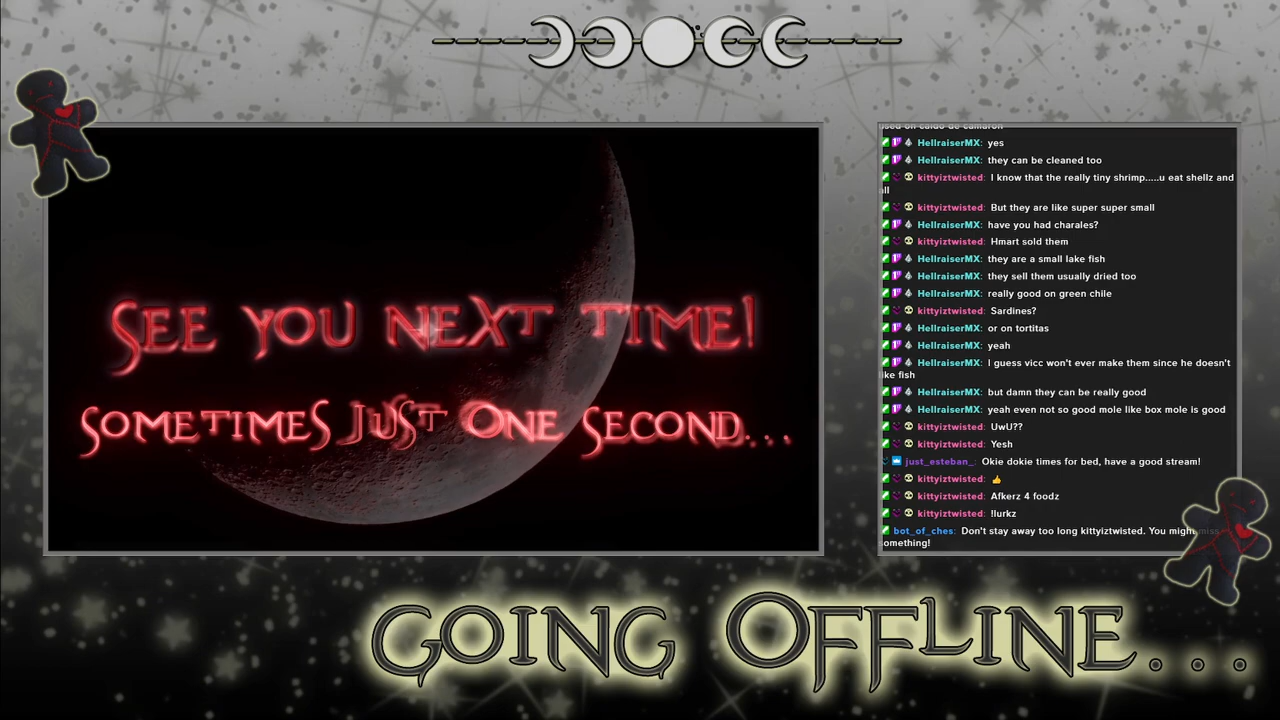 See you next time!
Sometimes Just One Second...
used on caldo de camaron
HellraiserMX: yes
HellraiserMX: they can be cleaned too
kittyiztwisted: I know that the really tiny shrimp.....u eat shellz and
all
kittyiztwisted: But they are like super super small
HellraiserMX: have you had charales?
kittyiztwisted: Hmart sold them
HellraiserMX: they are a small lake fish
HellraiserMX: they sell them usually dried too
HellraiserMX: really good on green chile
kittyiztwisted: Sardines?
HellraiserMX: or on tortitas
HellraiserMX: yeah
HellraiserMX: I guess vicc won't ever make them since he doesn't
like fish
HellraiserMX: but damn they can be really good
HellraiserMX: yeah even not so good mole like box mole is good
kittyiztwisted: UwU??
kittyiztwisted: Yesh
just_esteban_: Okie dokie times for bed, have a good stream!
kittyiztwisted: 👍
kittyiztwisted: Afkerz 4 foodz
kittyiztwisted: !lurkz
bot_of_ches: Don't stay away too long kittyiztwisted. You might miss
something!
Going Offline...